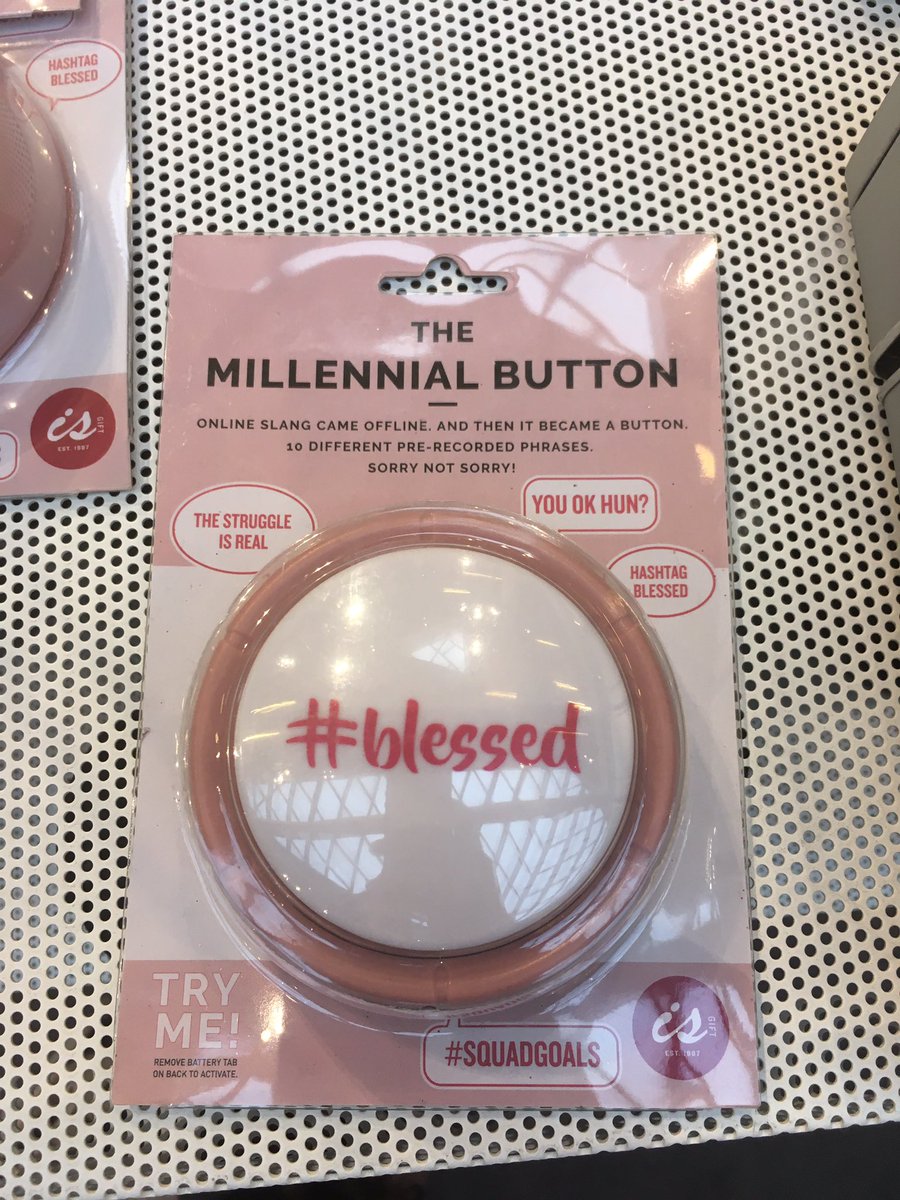 HASHTAG
BLESSED
is
GIFT
EST. 1997
THE
MILLENNIAL BUTTON
ONLINE SLANG CAME OFFLINE. AND THEN IT BECAME A BUTTON.
10 DIFFERENT PRE-RECORDED PHRASES.
SORRY NOT SORRY!
THE STRUGGLE
IS REAL
YOU OK HUN?
HASHTAG
BLESSED
#blessed
TRY
ME!
REMOVE BATTERY TAB
ON BACK TO ACTIVATE.
#SQUADGOALS
is
GIFT
EST. 1997